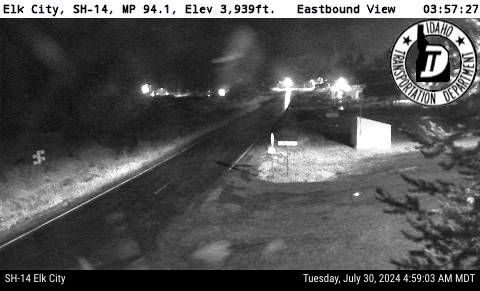 Elk City, SH-14, MP 94.1, Elev 3,939ft. Eastbound View 03:57:27
IDAHO
TRANSPORTATION DEPARTMENT
SH-14 Elk City Tuesday, July 30, 2024 4:59:03 AM MDT